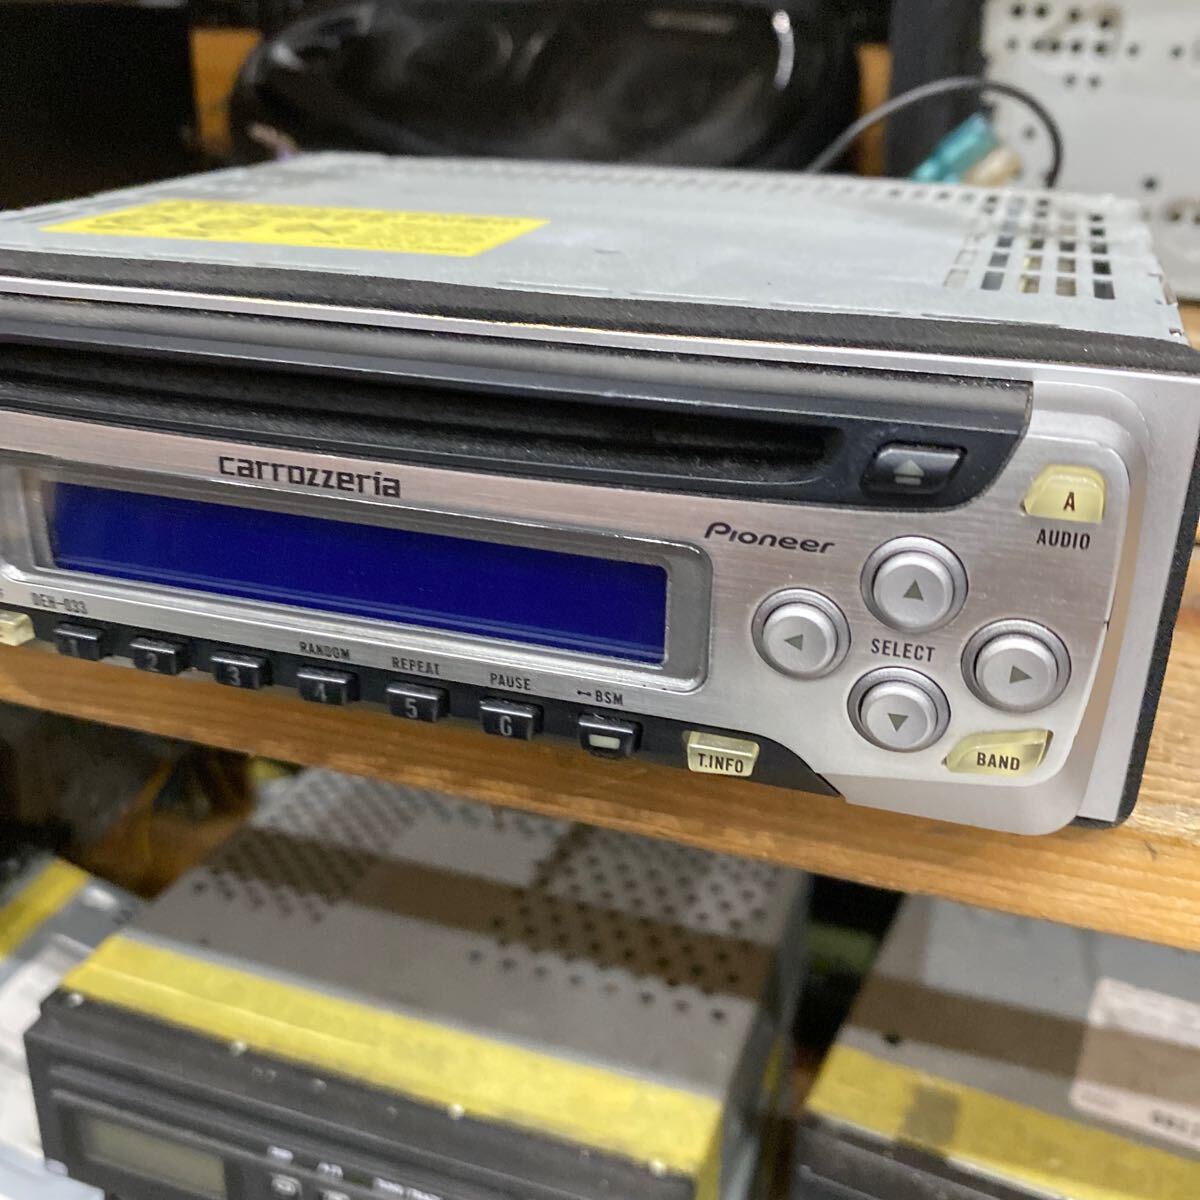 carrozzeria
Pioneer
A
AUDIO
DEH-033
SELECT
1
2
3
RANDOM
4
REPEAT
5
PAUSE
6
BSM
T.INFO
BAND